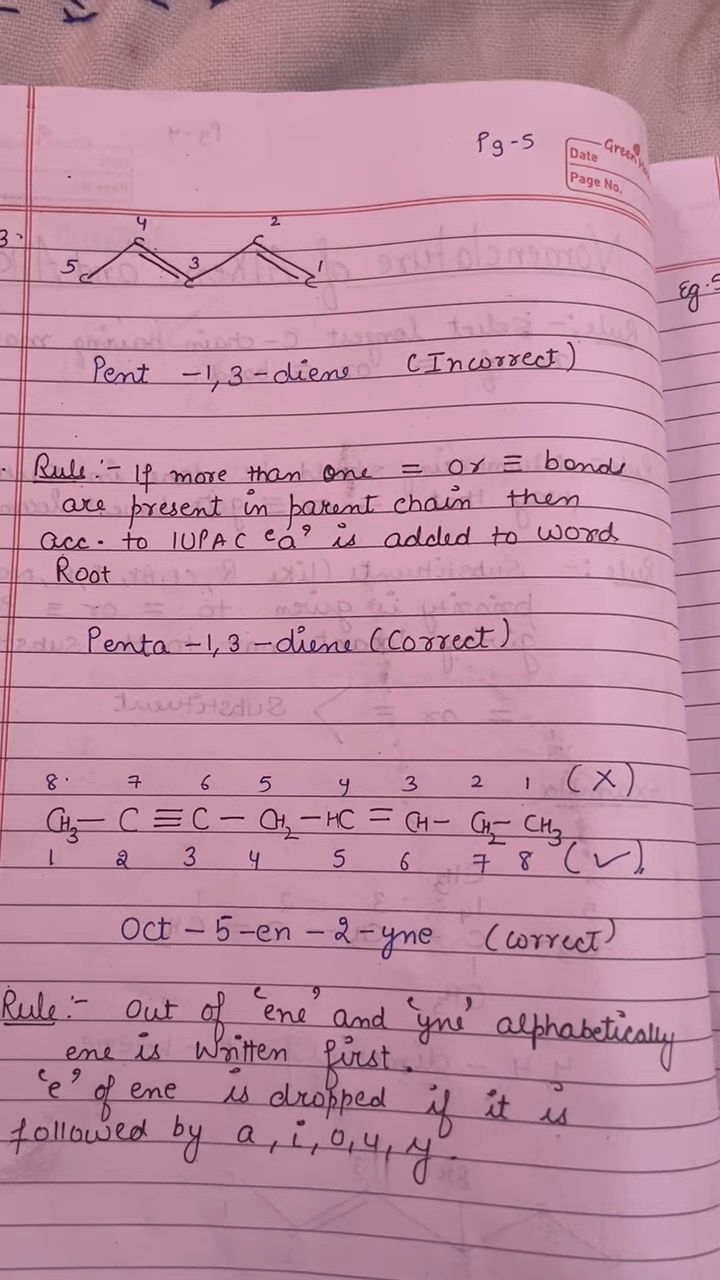 Pg-5
Green
Date
Page No.
3.
4 2
5 3 1
C C C C C
Eg.5
Pent -1,3-diene (Incorrect)
Rule:- If more than one = or ≡ bonds
are present in parent chain then
acc. to IUPAC 'a' is added to word
Root
Penta -1,3-diene (Correct)
8. 7 6 5 4 3 2 1 (X)
CH₃ – C ≡ C – CH₂ – HC = CH – CH₂ – CH₃
1 2 3 4 5 6 7 8 (✓)
Oct – 5-en – 2-yne (correct)
Rule:- Out of 'ene' and 'yne' alphabetically
ene is written first.
'e' of ene is dropped if it is
followed by a, i, o, u, y.